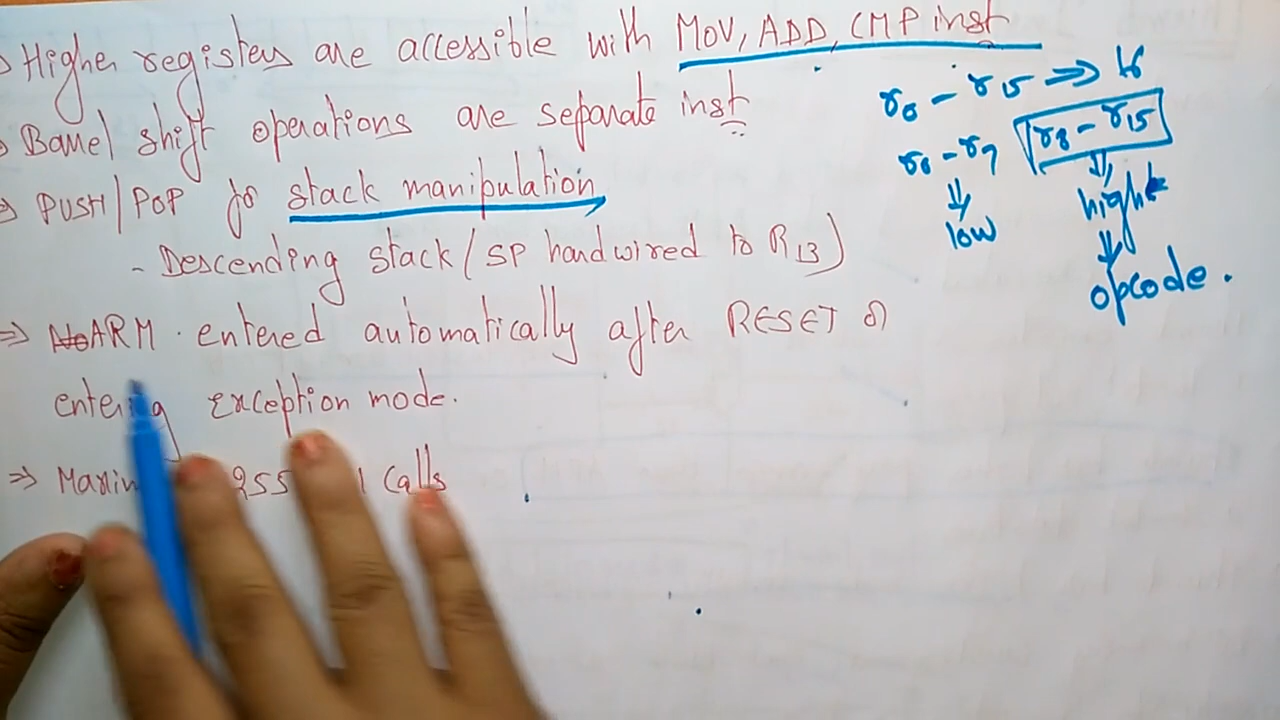 Higher registers are accessible with MOV, ADD, CMP inst
Barrel shift operations are separate inst
⇒ PUSH/POP for stack manipulation
- Descending stack (SP hardwired to R13)
⇒ ARM entered automatically after RESET or
entering exception mode.
⇒ 255 calls
r0 - r15 ⇒ 16
r0 - r7 r8 - r15
⇓ ⇓
low high
↓
opcode.